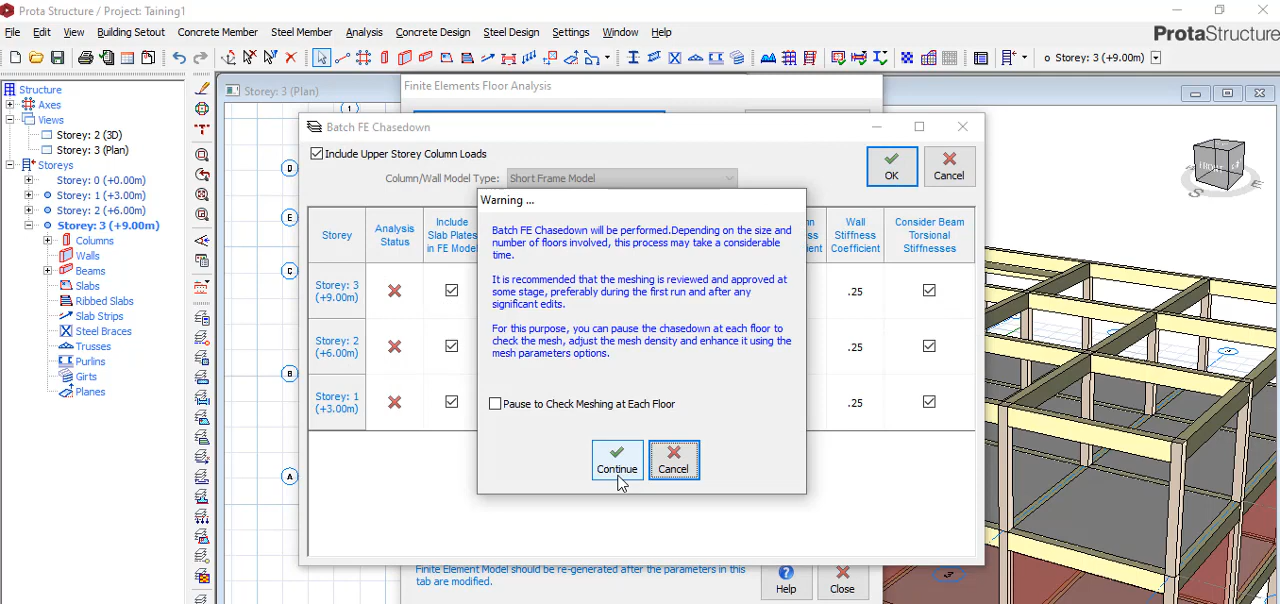 Prota Structure / Project: Taining1
File Edit View Building Setout Concrete Member Steel Member Analysis Concrete Design Steel Design Settings Window Help
ProtaStructure
Storey: 3 (+9.00m)
Structure
Axes
Views
Storey: 2 (3D)
Storey: 3 (Plan)
Storeys
Storey: 0 (+0.00m)
Storey: 1 (+3.00m)
Storey: 2 (+6.00m)
Storey: 3 (+9.00m)
Columns
Walls
Beams
Slabs
Ribbed Slabs
Slab Strips
Steel Braces
Trusses
Purlins
Girts
Planes
Storey: 3 (Plan)
1
D
E
C
B
A
Finite Elements Floor Analysis
Batch FE Chasedown
Include Upper Storey Column Loads
Column/Wall Model Type: Short Frame Model
OK
Cancel
Storey
Analysis
Status
Include
Slab Plates
in FE Model
Wall
Stiffness
Coefficient
Consider Beam
Torsional
Stiffnesses
Storey: 3
(+9.00m)
.25
Storey: 2
(+6.00m)
.25
Storey: 1
(+3.00m)
.25
Warning ...
Batch FE Chasedown will be performed.Depending on the size and
number of floors involved, this process may take a considerable
time.
It is recommended that the meshing is reviewed and approved at
some stage, preferably during the first run and after any
significant edits.
For this purpose, you can pause the chasedown at each floor to
check the mesh, adjust the mesh density and enhance it using the
mesh parameters options.
Pause to Check Meshing at Each Floor
Continue
Cancel
Finite Element Model should be re-generated after the parameters in this
tab are modified.
Help
Close
FRONT